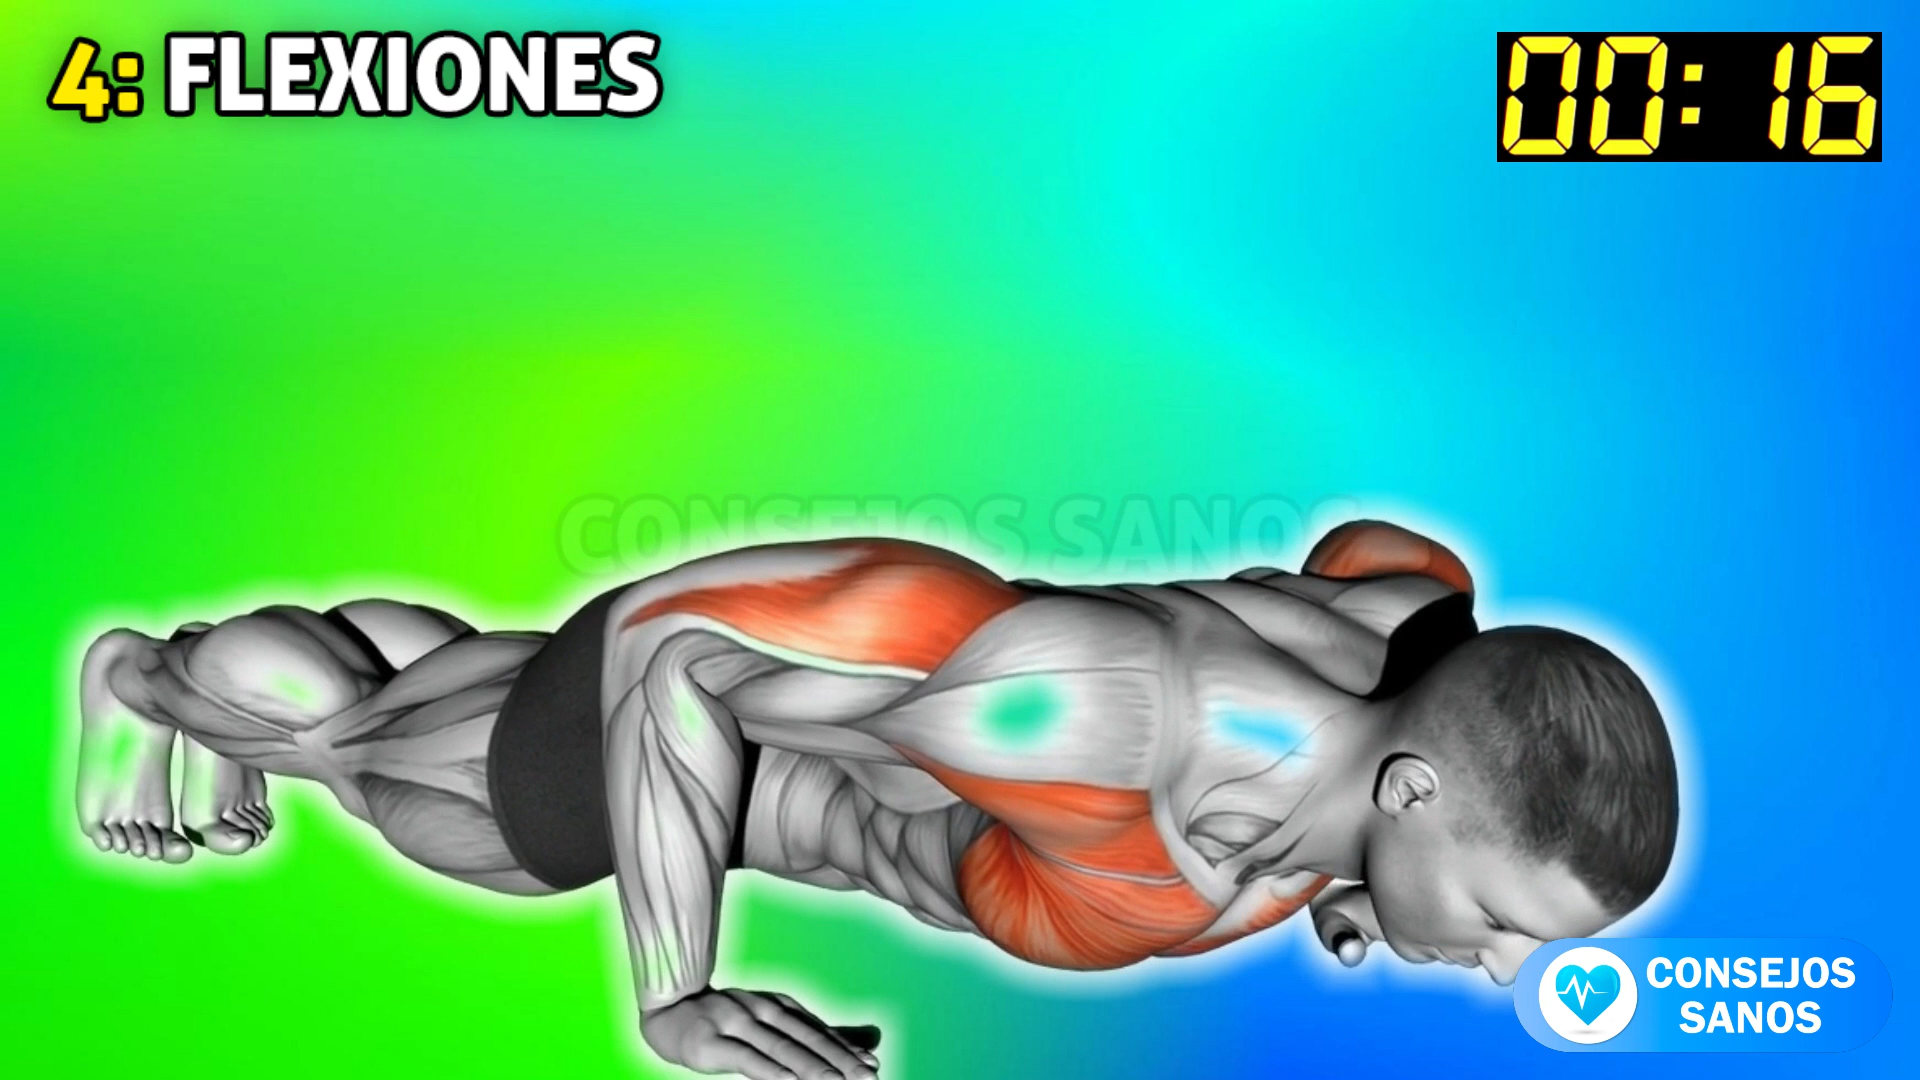 4: FLEXIONES
00:16
CONSEJOS SANOS
CONSEJOS
SANOS